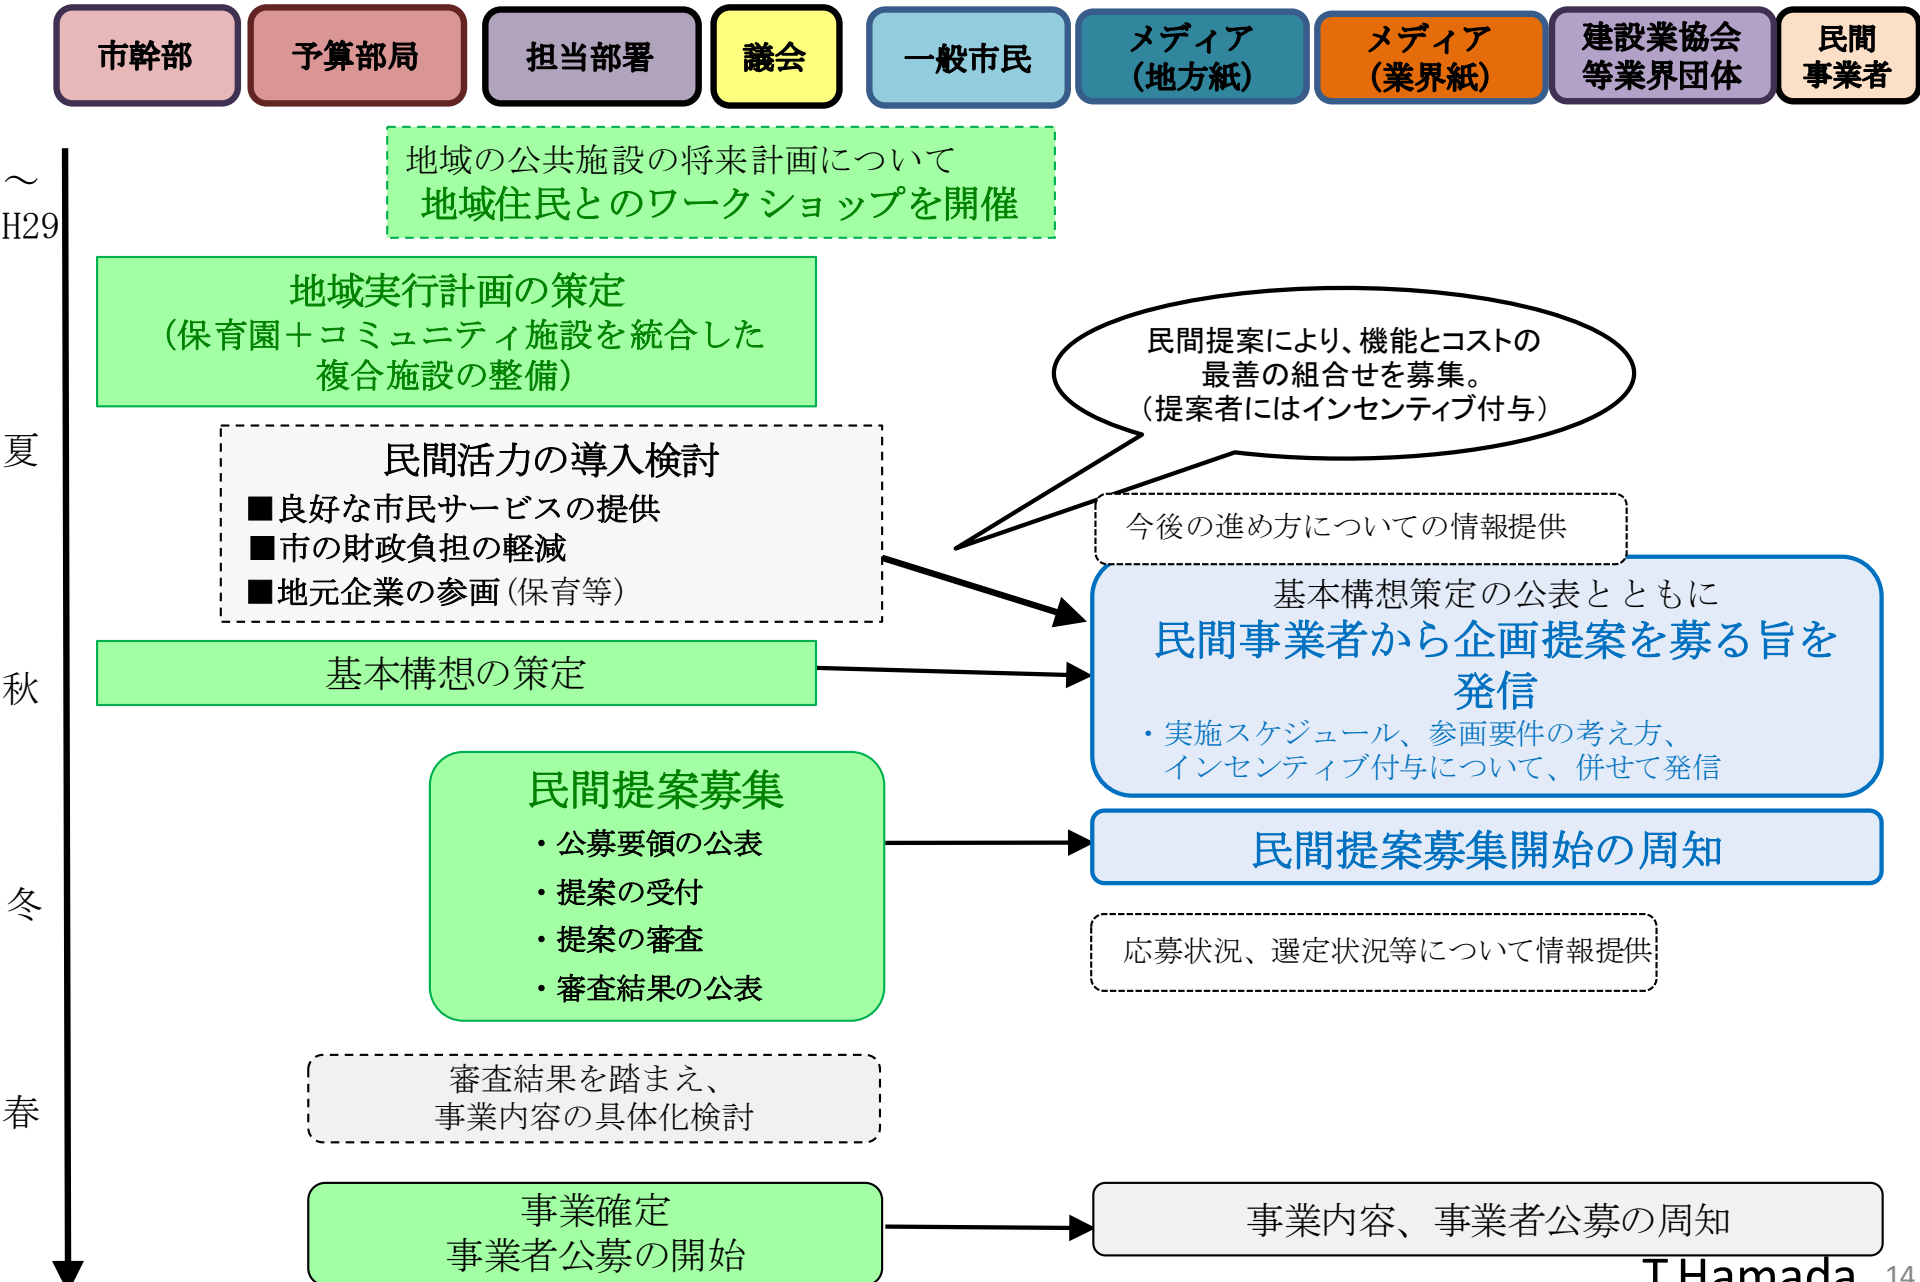 市幹部
予算部局
担当部署
議会
一般市民
メディア
(地方紙)
メディア
(業界紙)
建設業協会
等業界団体
民間
事業者
～
H29
地域の公共施設の将来計画について
地域住民とのワークショップを開催
地域実行計画の策定
(保育園＋コミュニティ施設を統合した
複合施設の整備)
民間提案により、機能とコストの
最善の組合せを募集。
（提案者にはインセンティブ付与）
夏
民間活力の導入検討
■良好な市民サービスの提供
■市の財政負担の軽減
■地元企業の参画(保育等)
今後の進め方についての情報提供
基本構想策定の公表とともに
民間事業者から企画提案を募る旨を
発信
・実施スケジュール、参画要件の考え方、
インセンティブ付与について、併せて発信
秋
基本構想の策定
民間提案募集
・公募要領の公表
・提案の受付
・提案の審査
・審査結果の公表
民間提案募集開始の周知
冬
応募状況、選定状況等について情報提供
春
審査結果を踏まえ、
事業内容の具体化検討
事業確定
事業者公募の開始
事業内容、事業者公募の周知
T.Hamada
14